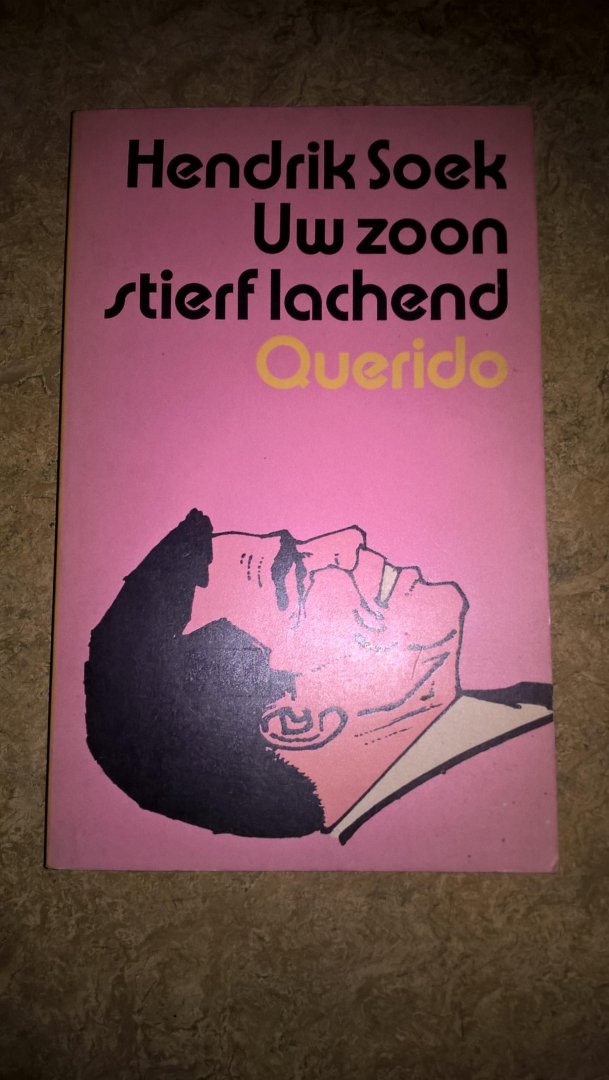 Hendrik Soek
Uw zoon
stierf lachend
Querido